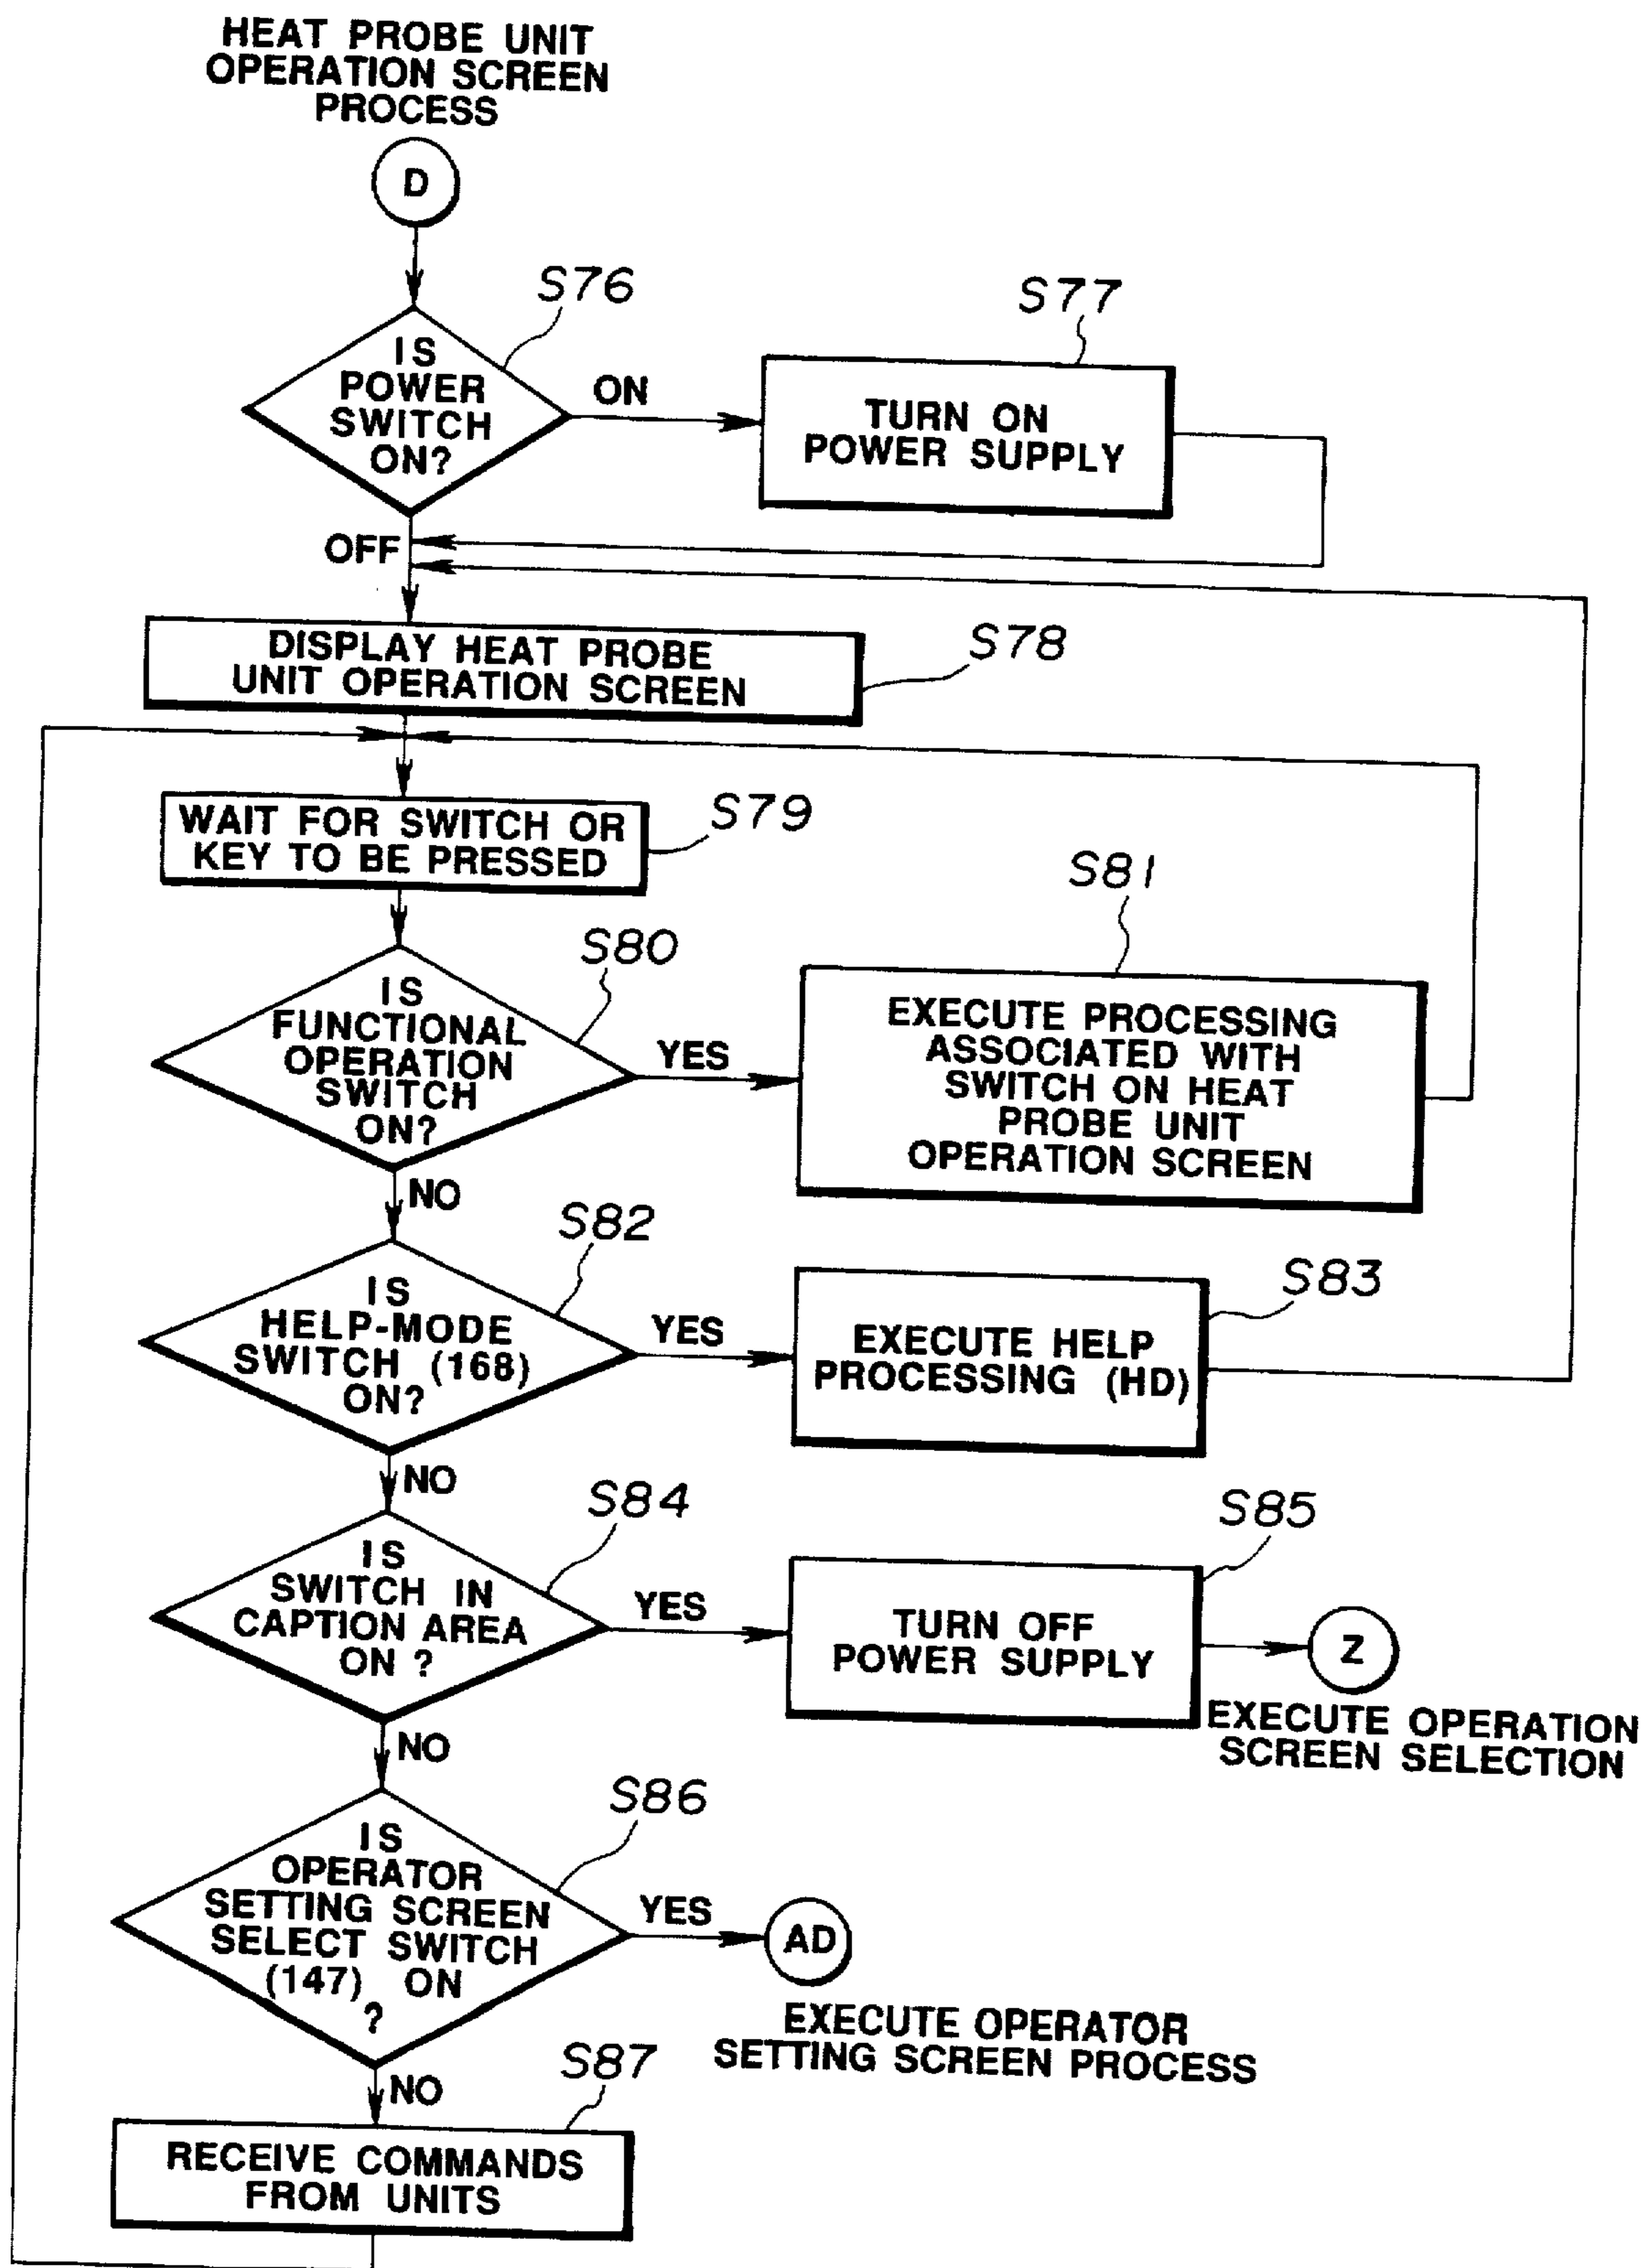 HEAT PROBE UNIT
OPERATION SCREEN
PROCESS
D
S76
IS
POWER
SWITCH
ON?
ON
S77
TURN ON
POWER SUPPLY
OFF
DISPLAY HEAT PROBE
UNIT OPERATION SCREEN
S78
WAIT FOR SWITCH OR
KEY TO BE PRESSED
S79
S80
IS
FUNCTIONAL
OPERATION
SWITCH
ON?
YES
S81
EXECUTE PROCESSING
ASSOCIATED WITH
SWITCH ON HEAT
PROBE UNIT
OPERATION SCREEN
NO
S82
IS
HELP-MODE
SWITCH (168)
ON?
YES
S83
EXECUTE HELP
PROCESSING (HD)
NO
S84
IS
SWITCH IN
CAPTION AREA
ON ?
YES
S85
TURN OFF
POWER SUPPLY
Z
EXECUTE OPERATION
SCREEN SELECTION
NO
S86
IS
OPERATOR
SETTING SCREEN
SELECT SWITCH
(147) ON
?
YES
AD
EXECUTE OPERATOR
SETTING SCREEN PROCESS
NO
S87
RECEIVE COMMANDS
FROM UNITS